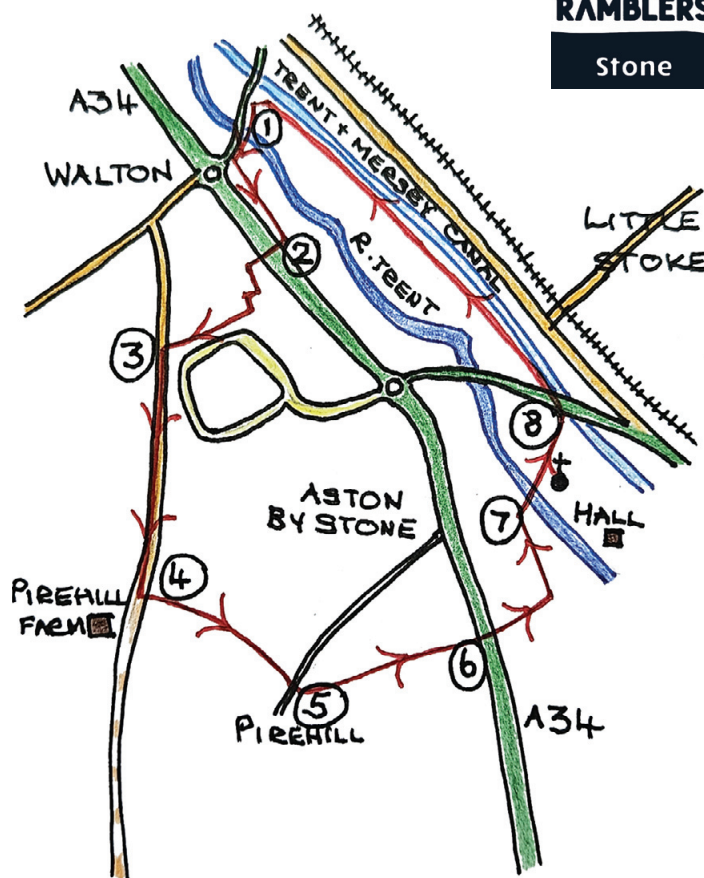 RAMBLERS
Stone
A34
TRENT + MERSEY CANAL
1
WALTON
LITTLE
STOKE
2
R. TRENT
3
8
ASTON
BY STONE
7
HALL
4
PIREHILL
FARM
6
5
PIREHILL
A34